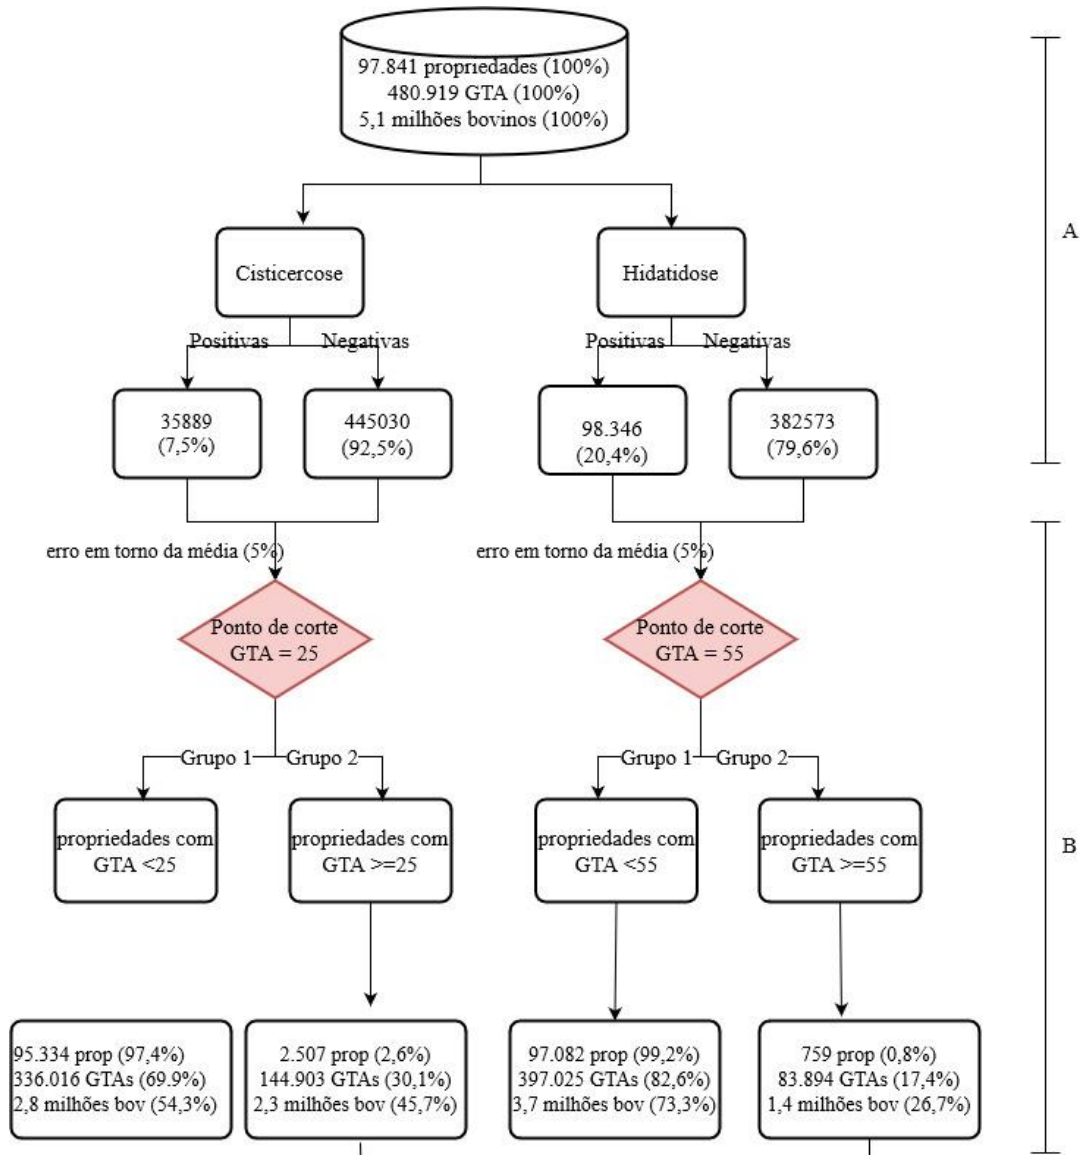 97.841 propriedades (100%)
480.919 GTA (100%)
5,1 milhões bovinos (100%)
A
Cisticercose
Hidatidose
Positivas
Negativas
Positivas
Negativas
35889
(7,5%)
445030
(92,5%)
98.346
(20,4%)
382573
(79,6%)
erro em torno da média (5%)
erro em torno da média (5%)
Ponto de corte
GTA = 25
Ponto de corte
GTA = 55
Grupo 1
Grupo 2
Grupo 1
Grupo 2
propriedades com
GTA <25
propriedades com
GTA >=25
propriedades com
GTA <55
propriedades com
GTA >=55
B
95.334 prop (97,4%)
336.016 GTAs (69.9%)
2,8 milhões bov (54,3%)
2.507 prop (2,6%)
144.903 GTAs (30,1%)
2,3 milhões bov (45,7%)
97.082 prop (99,2%)
397.025 GTAs (82,6%)
3,7 milhões bov (73,3%)
759 prop (0,8%)
83.894 GTAs (17,4%)
1,4 milhões bov (26,7%)